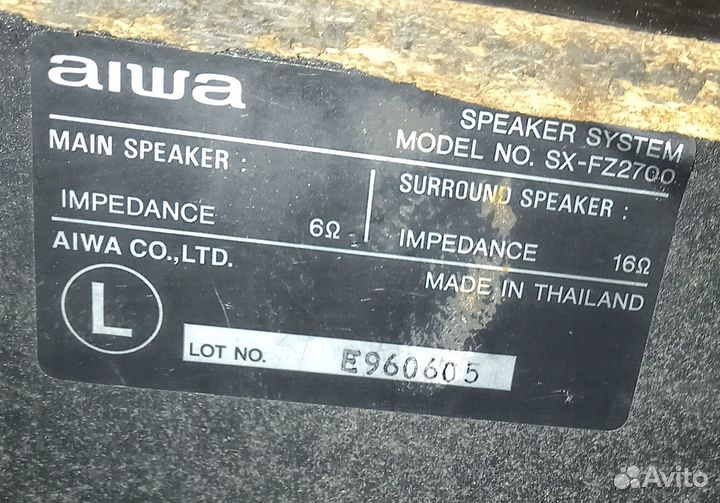 aiwa
SPEAKER SYSTEM
MODEL NO. SX-FZ2700
MAIN SPEAKER :
IMPEDANCE 6Ω
SURROUND SPEAKER :
IMPEDANCE 16Ω
AIWA CO.,LTD.
MADE IN THAILAND
L
LOT NO. E960605
Avito